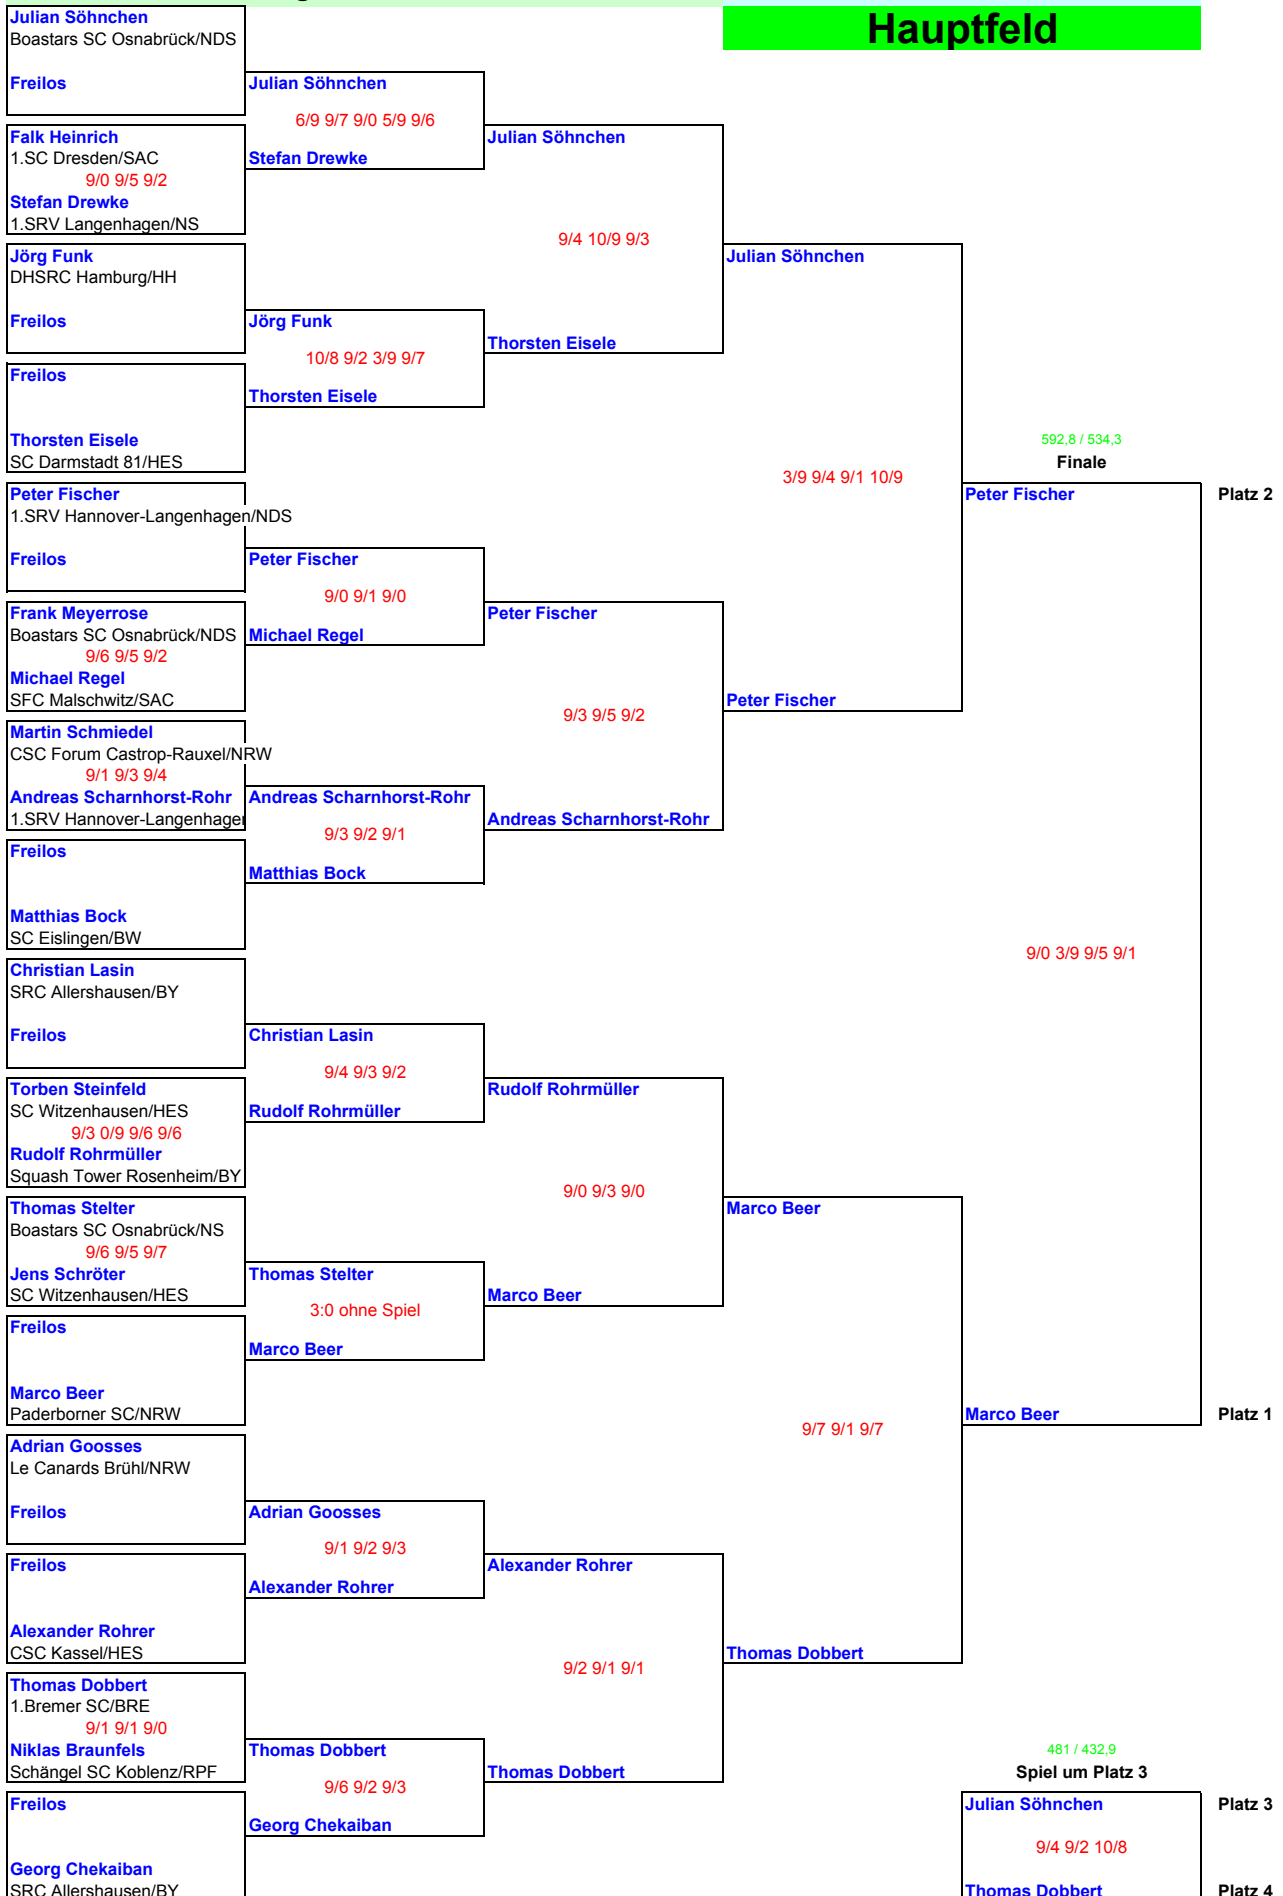 Hauptfeld
Julian Söhnchen
Boastars SC Osnabrück/NDS
Freilos
Falk Heinrich
1.SC Dresden/SAC
9/0 9/5 9/2
Stefan Drewke
1.SRV Langenhagen/NS
Jörg Funk
DHSRC Hamburg/HH
Freilos
Freilos
Thorsten Eisele
SC Darmstadt 81/HES
Peter Fischer
1.SRV Hannover-Langenhagen/NDS
Freilos
Frank Meyerrose
Boastars SC Osnabrück/NDS
9/6 9/5 9/2
Michael Regel
SFC Malschwitz/SAC
Martin Schmiedel
CSC Forum Castrop-Rauxel/NRW
9/1 9/3 9/4
Andreas Scharnhorst-Rohr
1.SRV Hannover-Langenhagen
Freilos
Matthias Bock
SC Eislingen/BW
Christian Lasin
SRC Allershausen/BY
Freilos
Torben Steinfeld
SC Witzenhausen/HES
9/3 0/9 9/6 9/6
Rudolf Rohrmüller
Squash Tower Rosenheim/BY
Thomas Stelter
Boastars SC Osnabrück/NS
9/6 9/5 9/7
Jens Schröter
SC Witzenhausen/HES
Freilos
Marco Beer
Paderborner SC/NRW
Adrian Goosses
Le Canards Brühl/NRW
Freilos
Freilos
Alexander Rohrer
CSC Kassel/HES
Thomas Dobbert
1.Bremer SC/BRE
9/1 9/1 9/0
Niklas Braunfels
Schängel SC Koblenz/RPF
Freilos
Georg Chekaiban
SRC Allershausen/BY
Julian Söhnchen
6/9 9/7 9/0 5/9 9/6
Stefan Drewke
Jörg Funk
10/8 9/2 3/9 9/7
Thorsten Eisele
Peter Fischer
9/0 9/1 9/0
Michael Regel
Andreas Scharnhorst-Rohr
9/3 9/2 9/1
Matthias Bock
Christian Lasin
9/4 9/3 9/2
Rudolf Rohrmüller
Thomas Stelter
3:0 ohne Spiel
Marco Beer
Adrian Goosses
9/1 9/2 9/3
Alexander Rohrer
Thomas Dobbert
9/6 9/2 9/3
Georg Chekaiban
Julian Söhnchen
9/4 10/9 9/3
Thorsten Eisele
Peter Fischer
9/3 9/5 9/2
Andreas Scharnhorst-Rohr
Rudolf Rohrmüller
9/0 9/3 9/0
Marco Beer
Alexander Rohrer
9/2 9/1 9/1
Thomas Dobbert
Julian Söhnchen
3/9 9/4 9/1 10/9
Peter Fischer
Marco Beer
9/7 9/1 9/7
Thomas Dobbert
592,8 / 534,3
Finale
Peter Fischer Platz 2
9/0 3/9 9/5 9/1
Marco Beer Platz 1
481 / 432,9
Spiel um Platz 3
Julian Söhnchen Platz 3
9/4 9/2 10/8
Thomas Dobbert Platz 4